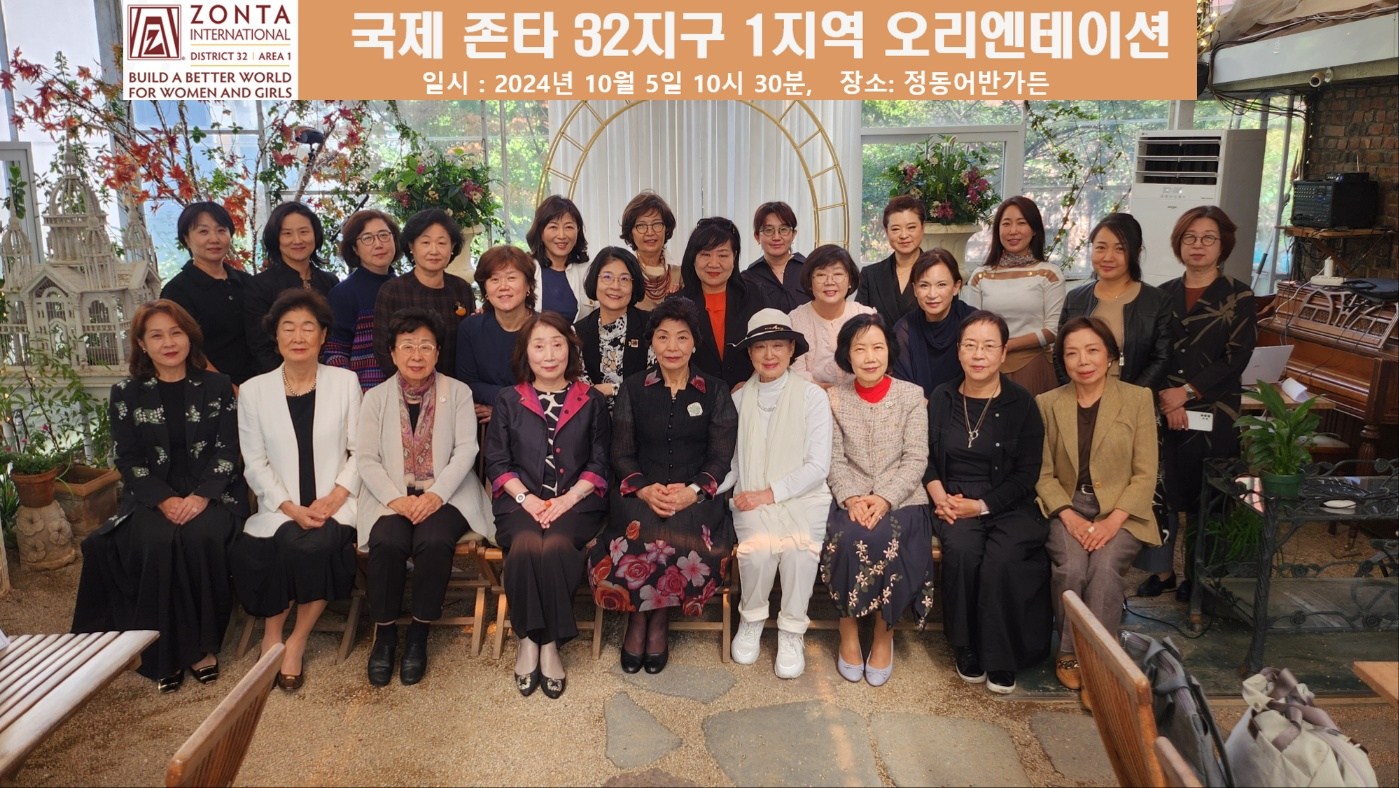 ZONTA
INTERNATIONAL
DISTRICT 32 | AREA 1
BUILD A BETTER WORLD
FOR WOMEN AND GIRLS
국제 존타 32지구 1지역 오리엔테이션
일시 : 2024년 10월 5일 10시 30분, 장소: 정동어반가든